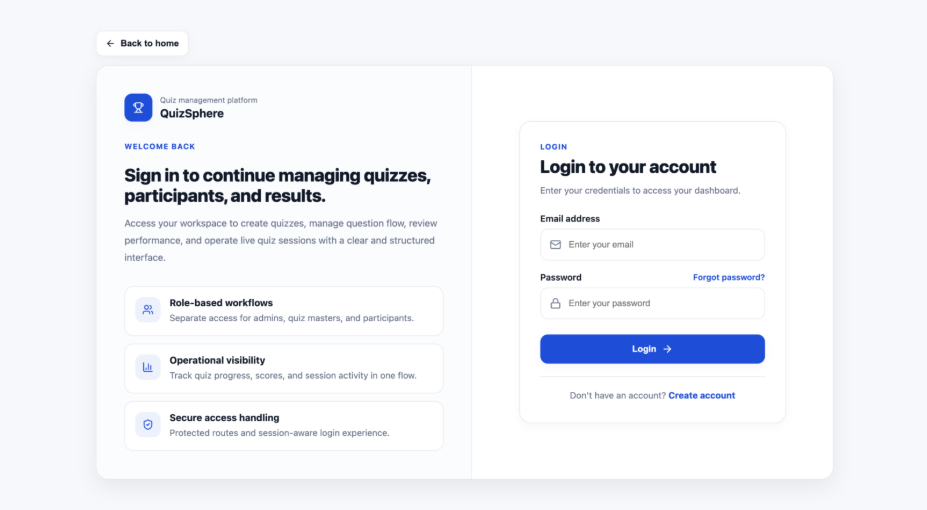 Back to home
Quiz management platform
QuizSphere
WELCOME BACK
Sign in to continue managing quizzes,
participants, and results.
Access your workspace to create quizzes, manage question flow, review
performance, and operate live quiz sessions with a clear and structured
interface.
Role-based workflows
Separate access for admins, quiz masters, and participants.
Operational visibility
Track quiz progress, scores, and session activity in one flow.
Secure access handling
Protected routes and session-aware login experience.
LOGIN
Login to your account
Enter your credentials to access your dashboard.
Email address
Enter your email
Password Forgot password?
Enter your password
Login
Don't have an account? Create account